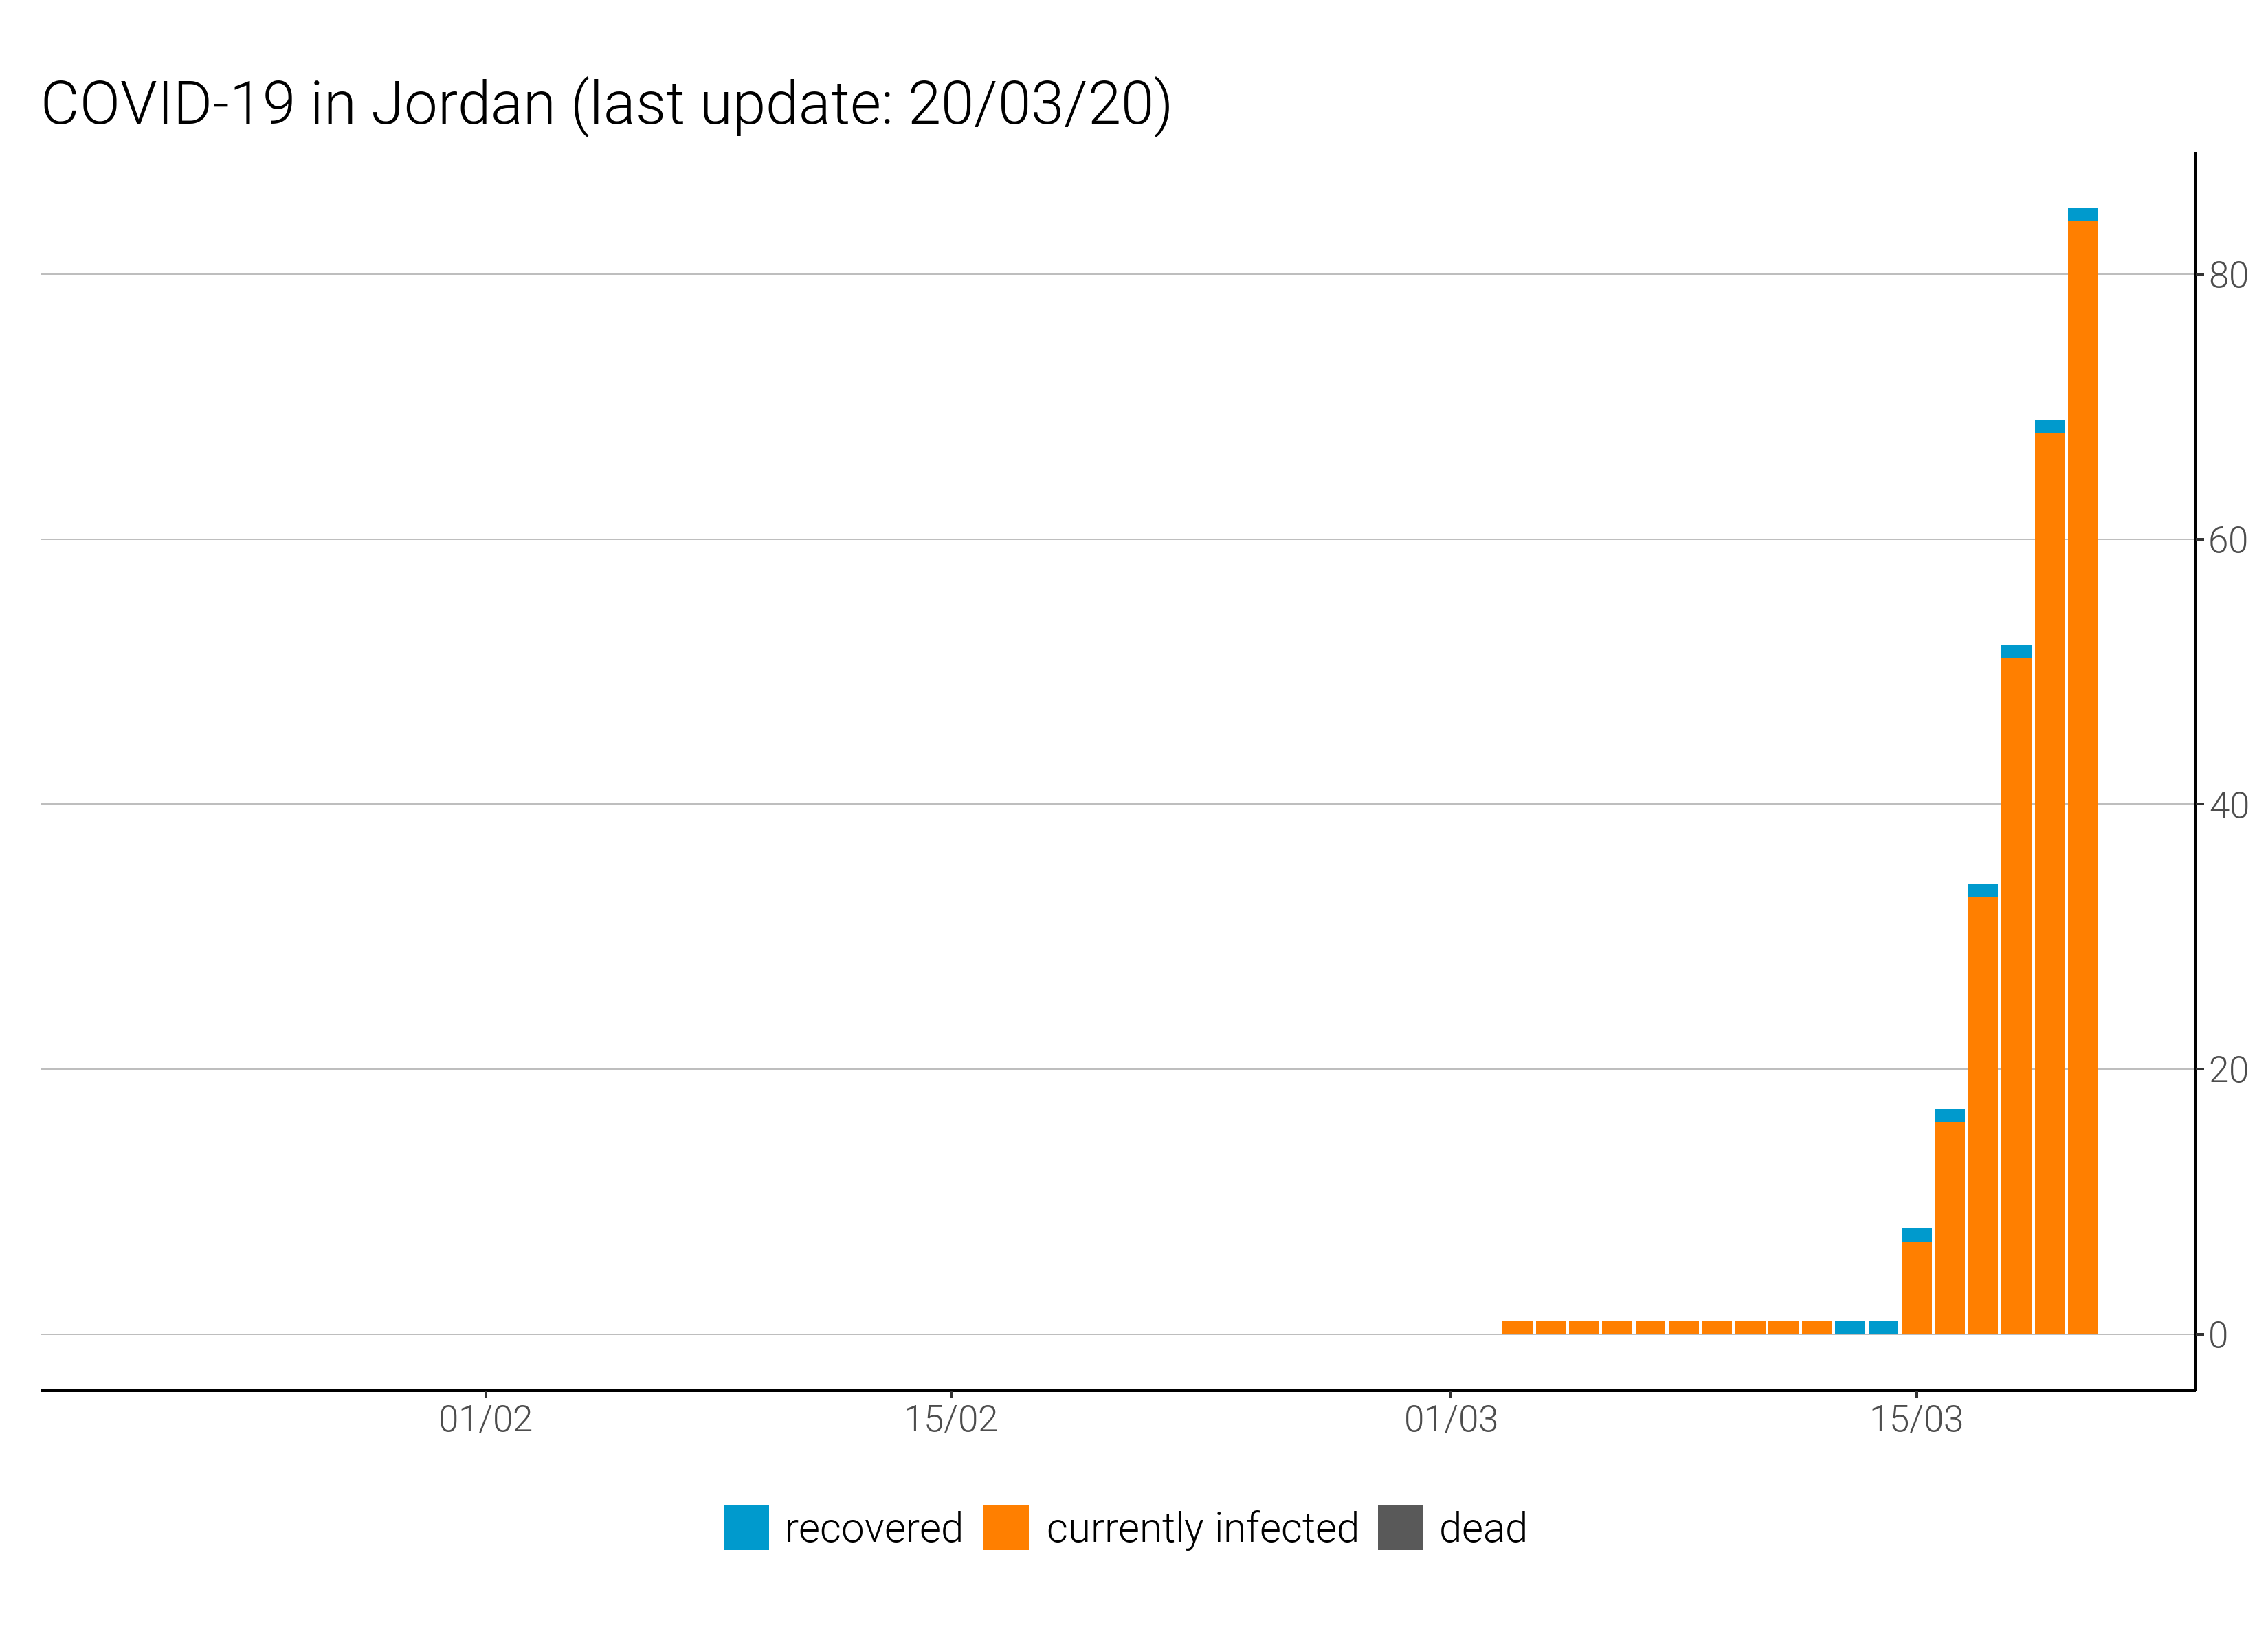 COVID-19 in Jordan (last update: 20/03/20)
80
60
40
20
0
01/02 15/02 01/03 15/03
recovered currently infected dead